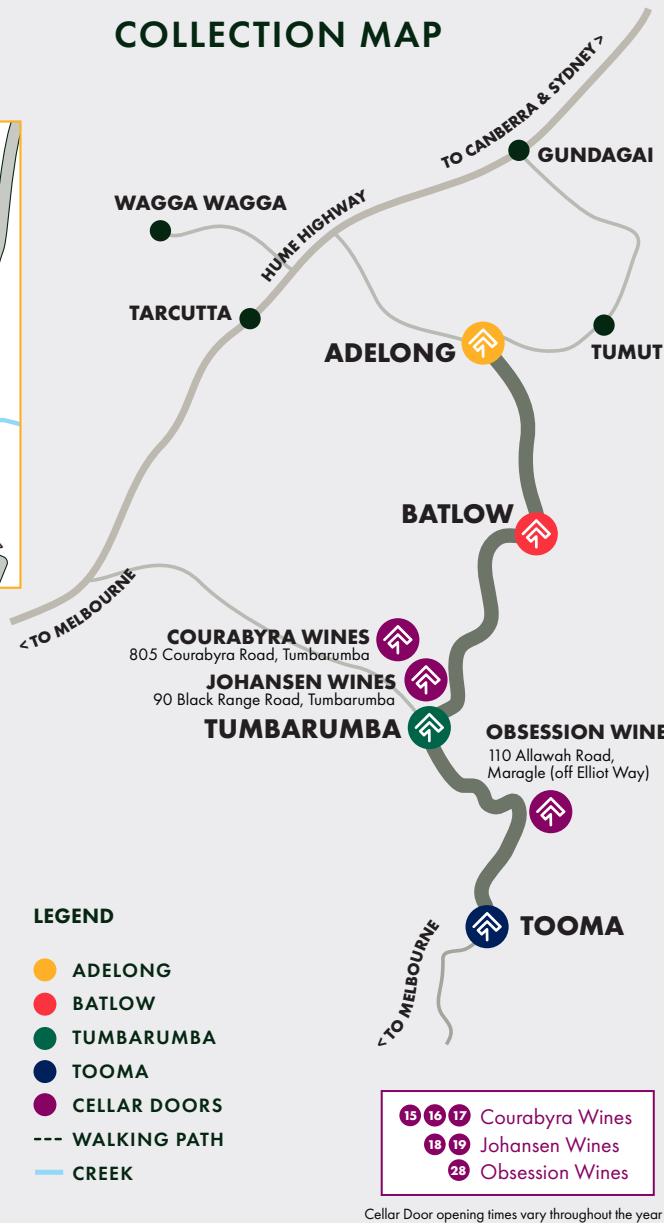 COLLECTION MAP
TO CANBERRA & SYDNEY >
GUNDAGAI
WAGGA WAGGA
HUME HIGHWAY
TARCUTTA
ADELONG
TUMUT
BATLOW
< TO MELBOURNE
COURABYRA WINES
805 Courabyra Road, Tumbarumba
JOHANSEN WINES
90 Black Range Road, Tumbarumba
TUMBARUMBA
OBSESSION WINE
110 Allawah Road,
Maragle (off Elliot Way)
TOOMA
< TO MELBOURNE
LEGEND
ADELONG
BATLOW
TUMBARUMBA
TOOMA
CELLAR DOORS
WALKING PATH
CREEK
15 16 17 Courabyra Wines
18 19 Johansen Wines
28 Obsession Wines
Cellar Door opening times vary throughout the year